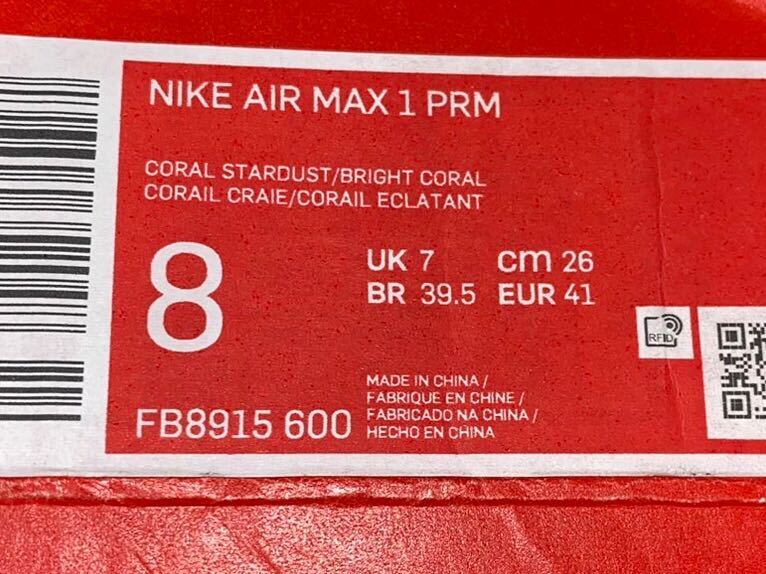 NIKE AIR MAX 1 PRM
CORAL STARDUST/BRIGHT CORAL
CORAIL CRAIE/CORAIL ECLATANT
8
UK 7 cm 26
BR 39.5 EUR 41
RFID
FB8915 600
MADE IN CHINA /
FABRIQUE EN CHINE /
FABRICADO NA CHINA /
HECHO EN CHINA